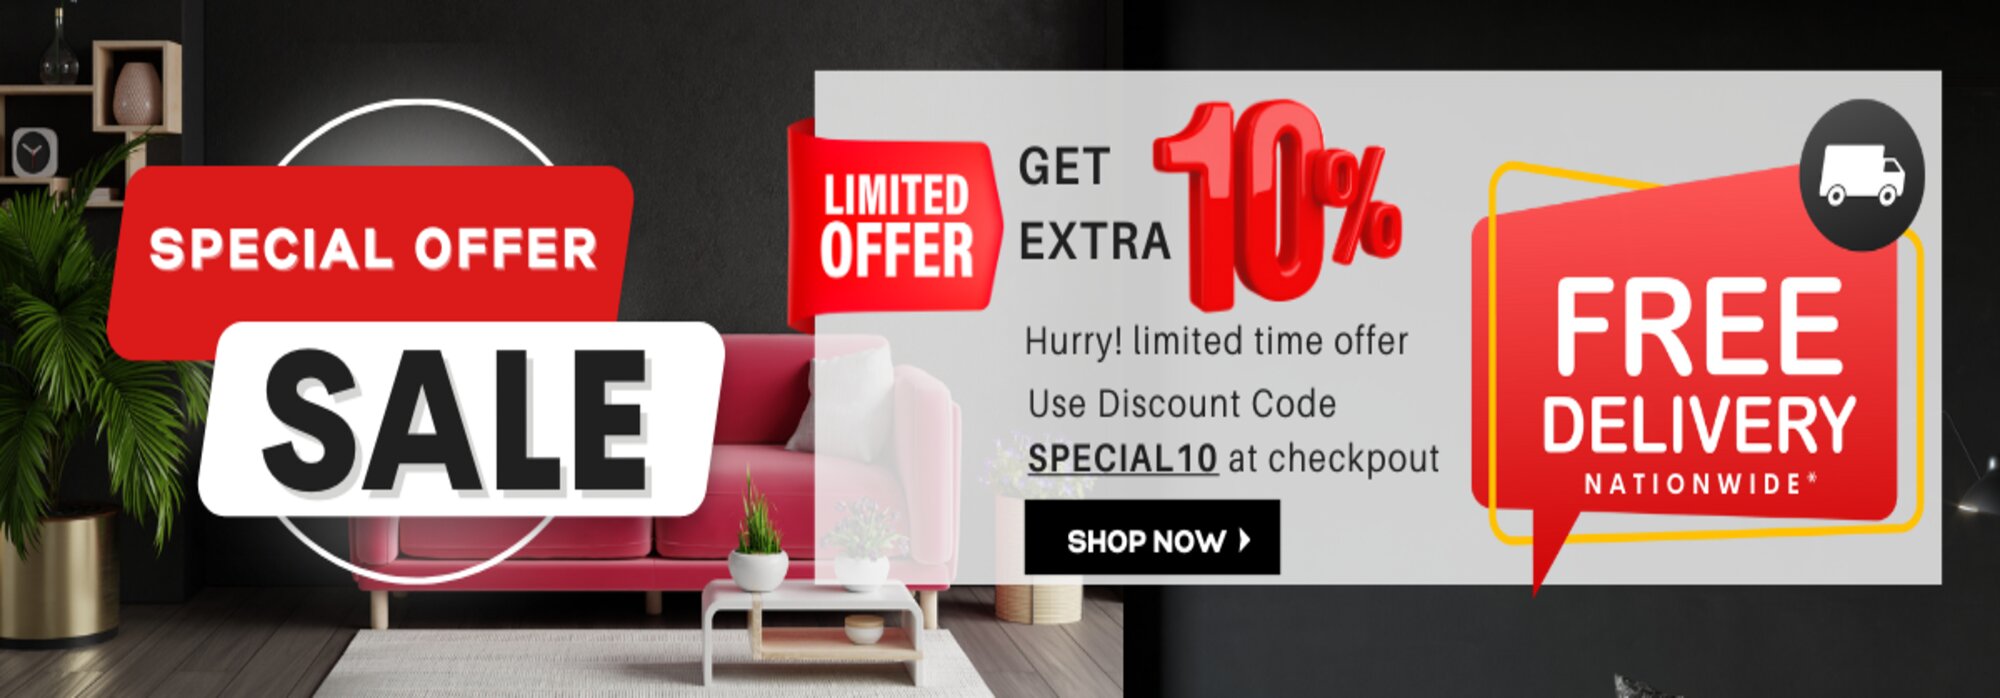 SPECIAL OFFER
SALE
LIMITED
OFFER
GET
EXTRA
10%
Hurry! limited time offer
Use Discount Code
SPECIAL10 at checkpout
SHOP NOW
FREE
DELIVERY
NATIONWIDE*